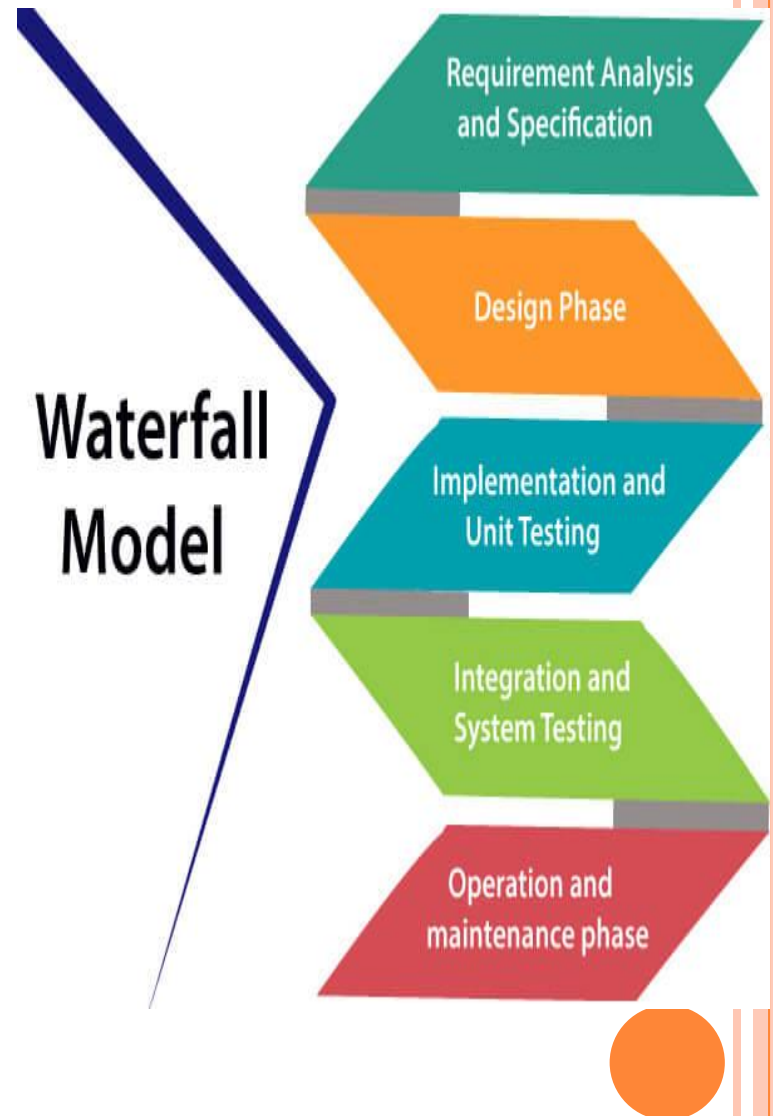 Waterfall
Model
Requirement Analysis
and Specification
Design Phase
Implementation and
Unit Testing
Integration and
System Testing
Operation and
maintenance phase